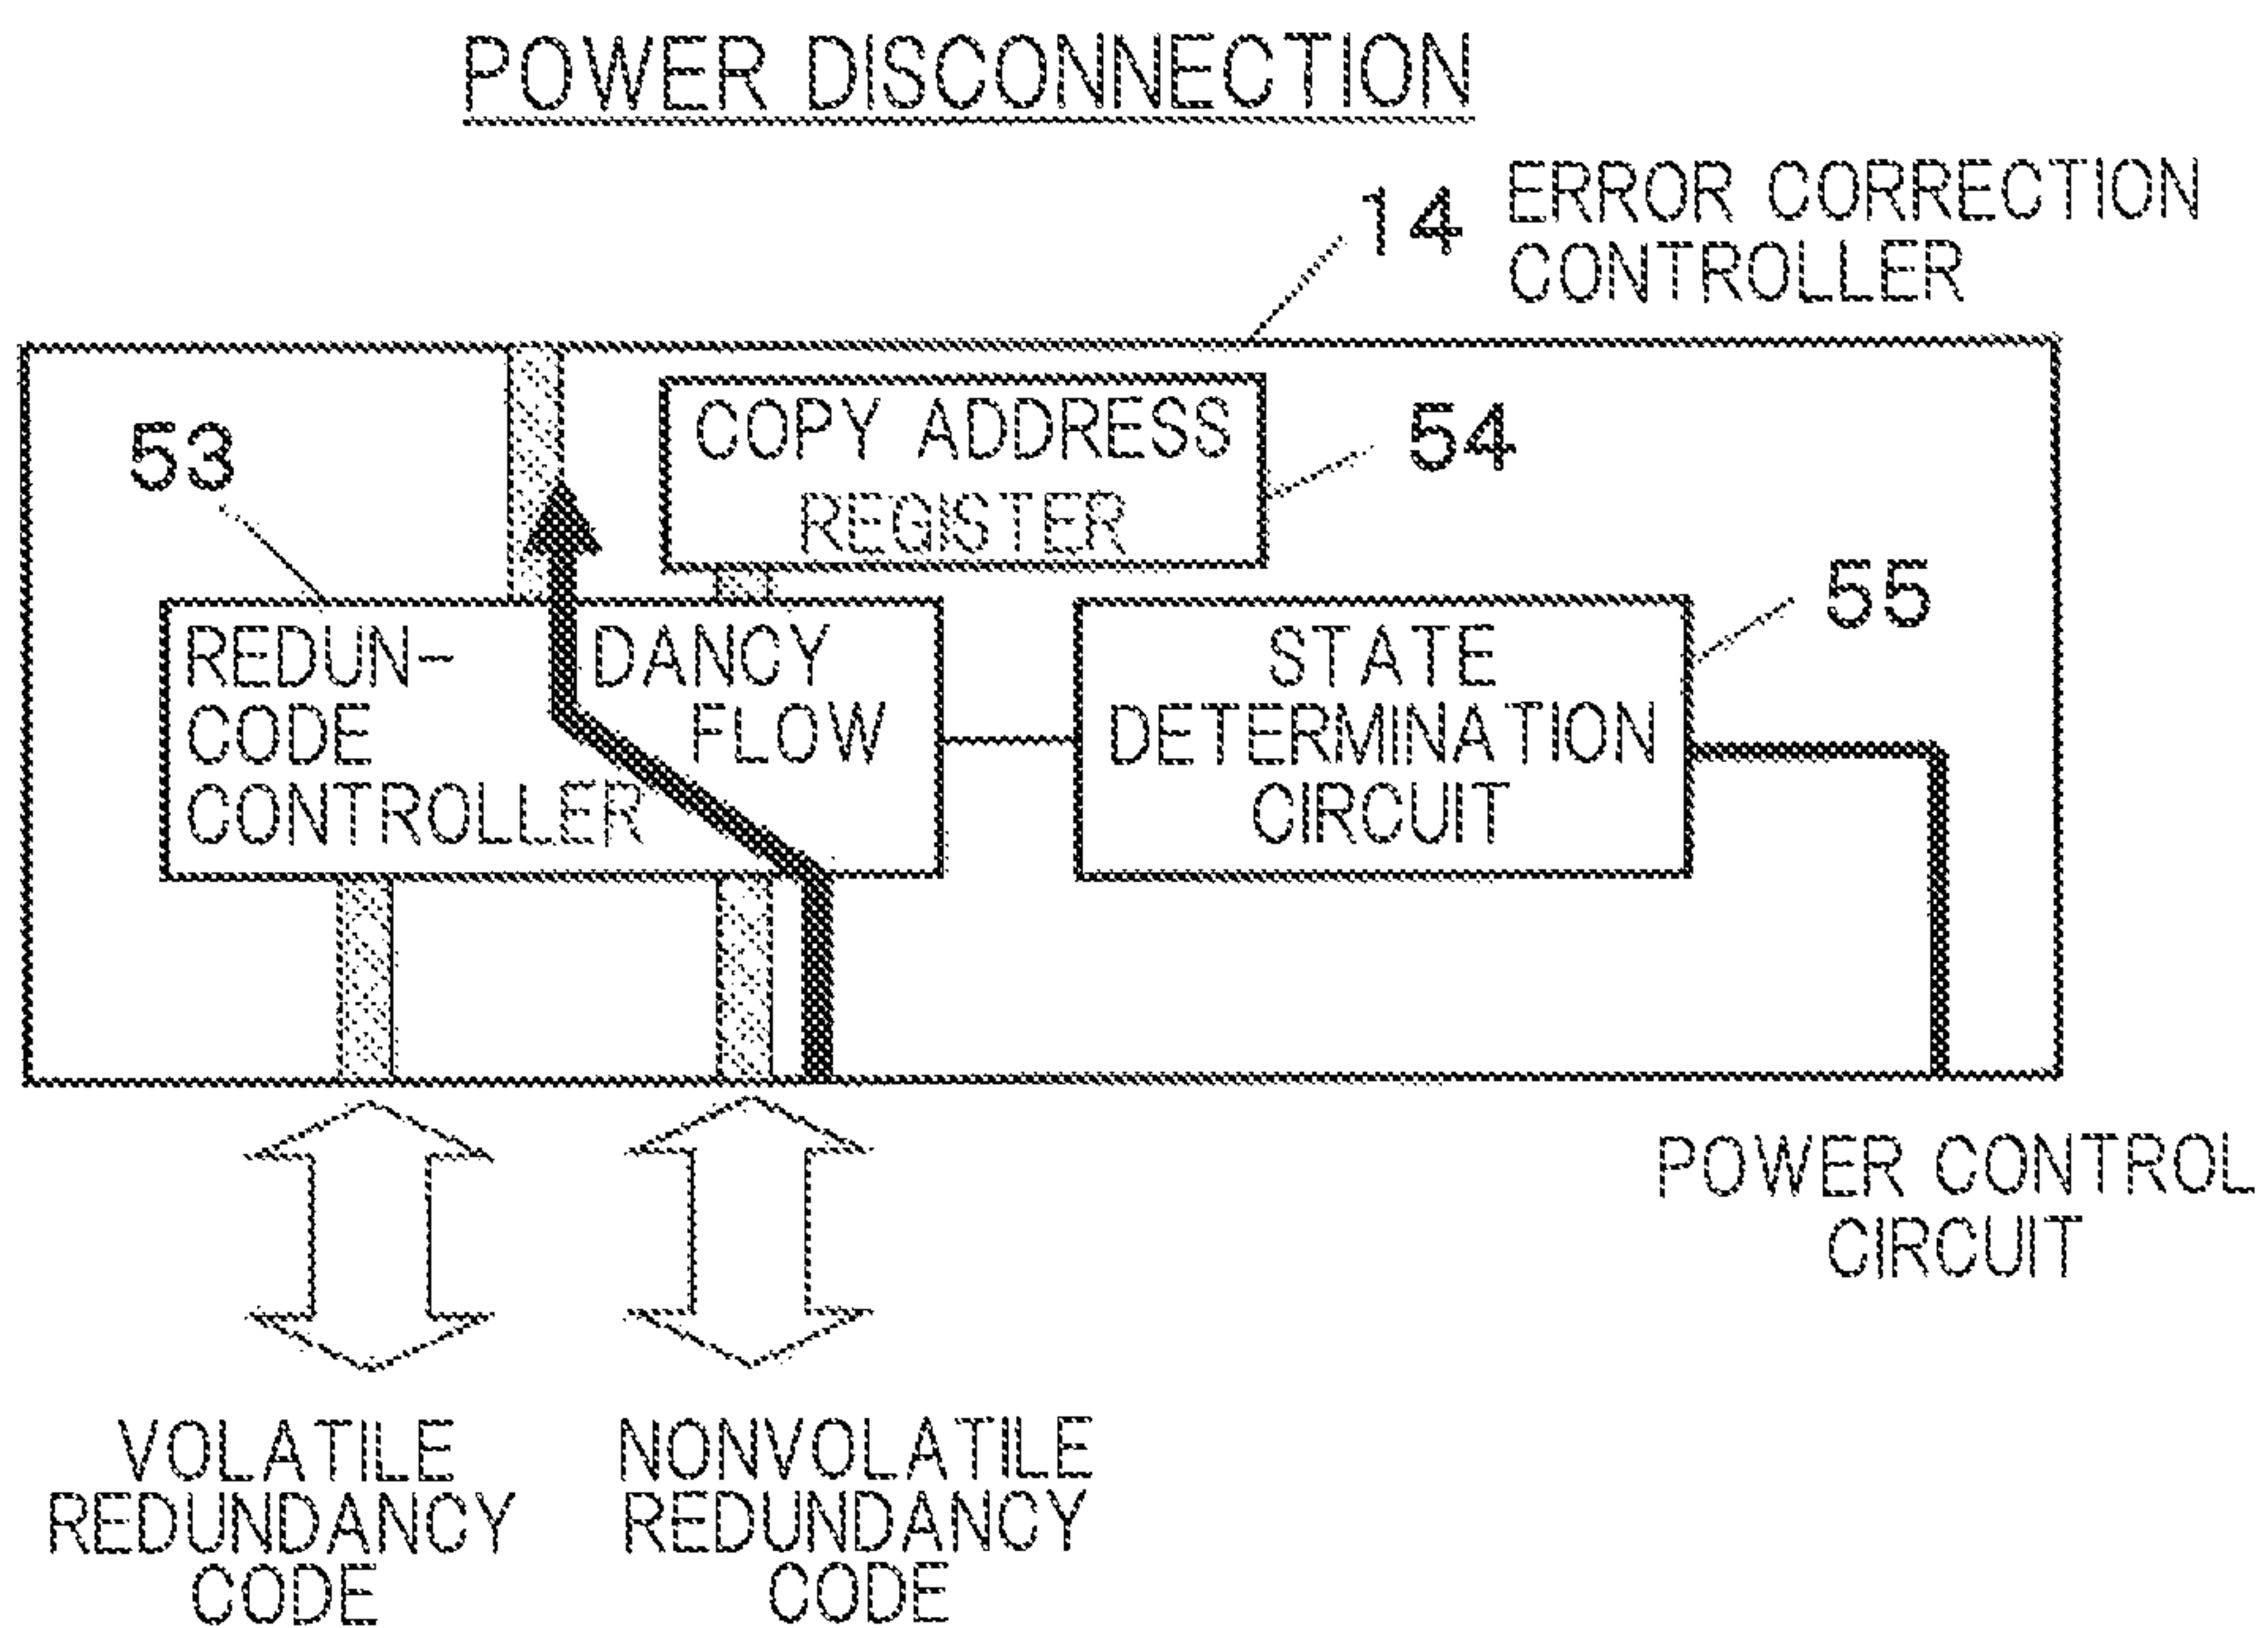 POWER DISCONNECTION
14 ERROR CORRECTION
CONTROLLER
53
COPY ADDRESS
REGISTER
54
REDUN- DANCY
CODE FLOW
CONTROLLER
STATE
DETERMINATION
CIRCUIT
55
POWER CONTROL
CIRCUIT
VOLATILE
REDUNDANCY
CODE
NONVOLATILE
REDUNDANCY
CODE